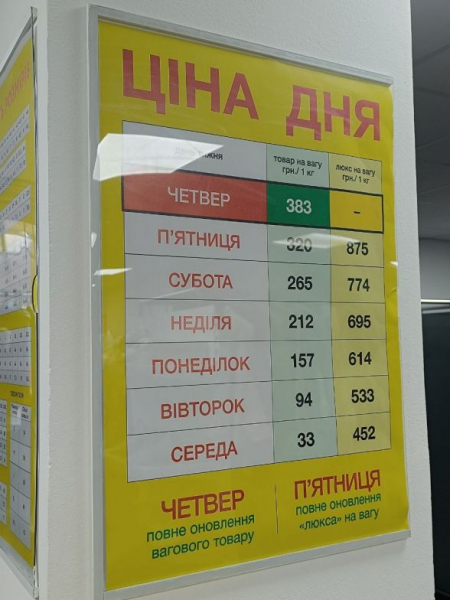 ЦІНА ДНЯ
товар на вагу
грн./ 1 кг
люкс на вагу
грн./ 1 кг
ЧЕТВЕР 383 –
П'ЯТНИЦЯ 320 875
СУБОТА 265 774
НЕДІЛЯ 212 695
ПОНЕДІЛОК 157 614
ВІВТОРОК 94 533
СЕРЕДА 33 452
ЧЕТВЕР
повне оновлення
вагового товару
П'ЯТНИЦЯ
повне оновлення
«люкса» на вагу